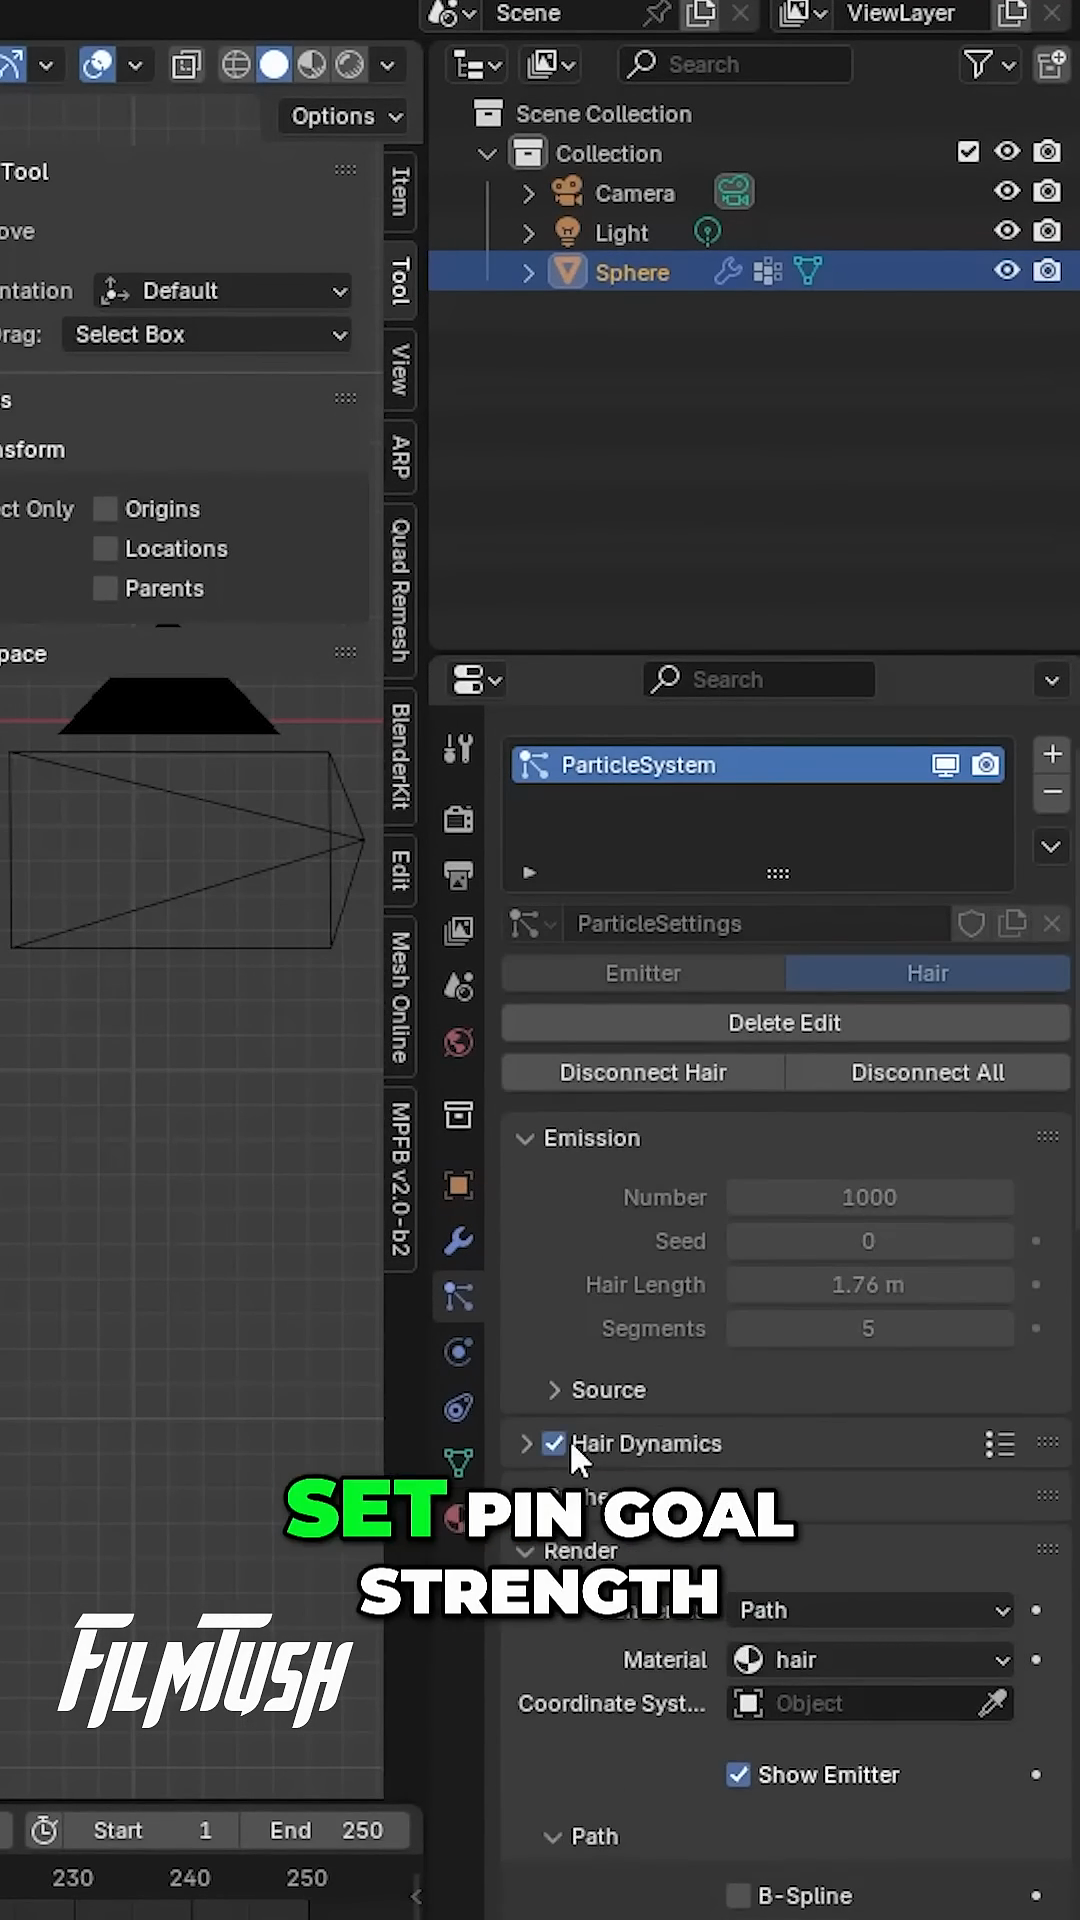 Scene
ViewLayer
Search
Options
Scene Collection
Collection
Camera
Light
Sphere
Tool
ove
ntation
Default
Drag:
Select Box
s
nsform
ct Only
Origins
Locations
Parents
pace
Item
Tool
View
ARP
Quad Remesh
BlenderKit
Edit
Mesh Online
MPFB v2.0-b2
Search
ParticleSystem
ParticleSettings
Emitter
Hair
Delete Edit
Disconnect Hair
Disconnect All
Emission
Number 1000
Seed 0
Hair Length 1.76 m
Segments 5
Source
Hair Dynamics
SET PIN GOAL
STRENGTH
Render
Path
Material hair
Coordinate Syst... Object
Show Emitter
Path
B-Spline
FILMTUSH
Start 1 End 250
230 240 250